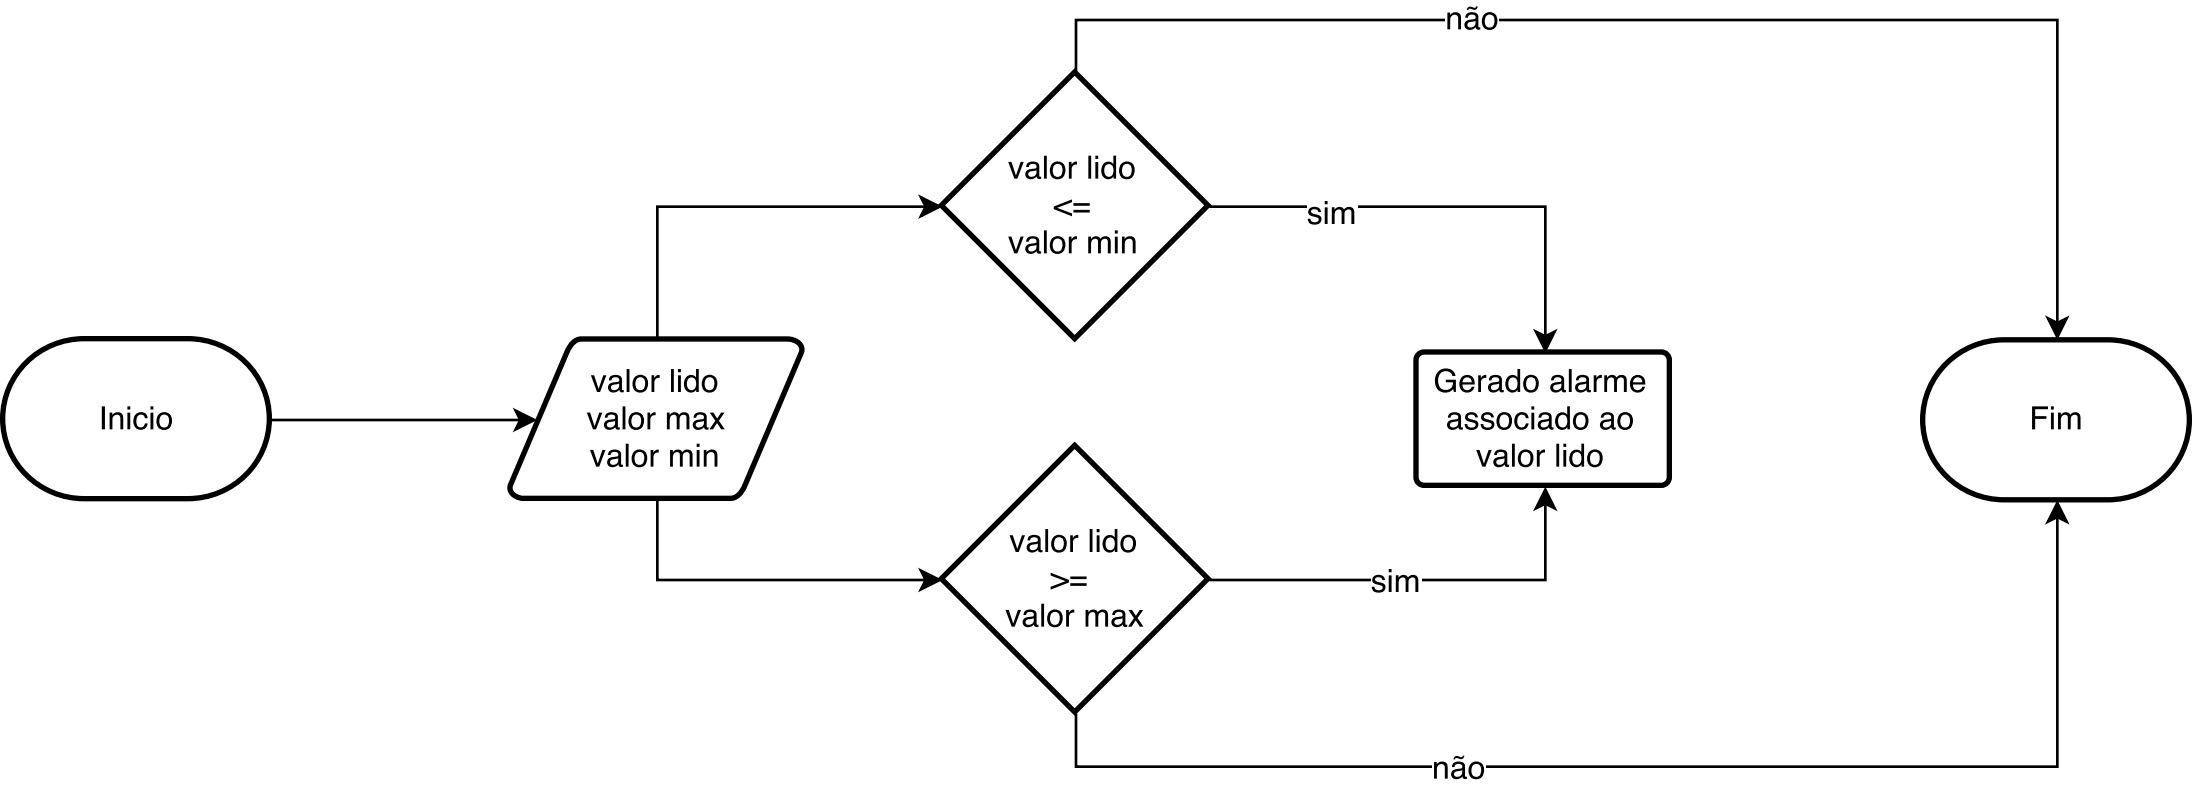 não
valor lido
<=
valor min
sim
Inicio
valor lido
valor max
valor min
Gerado alarme
associado ao
valor lido
Fim
valor lido
>=
valor max
sim
não